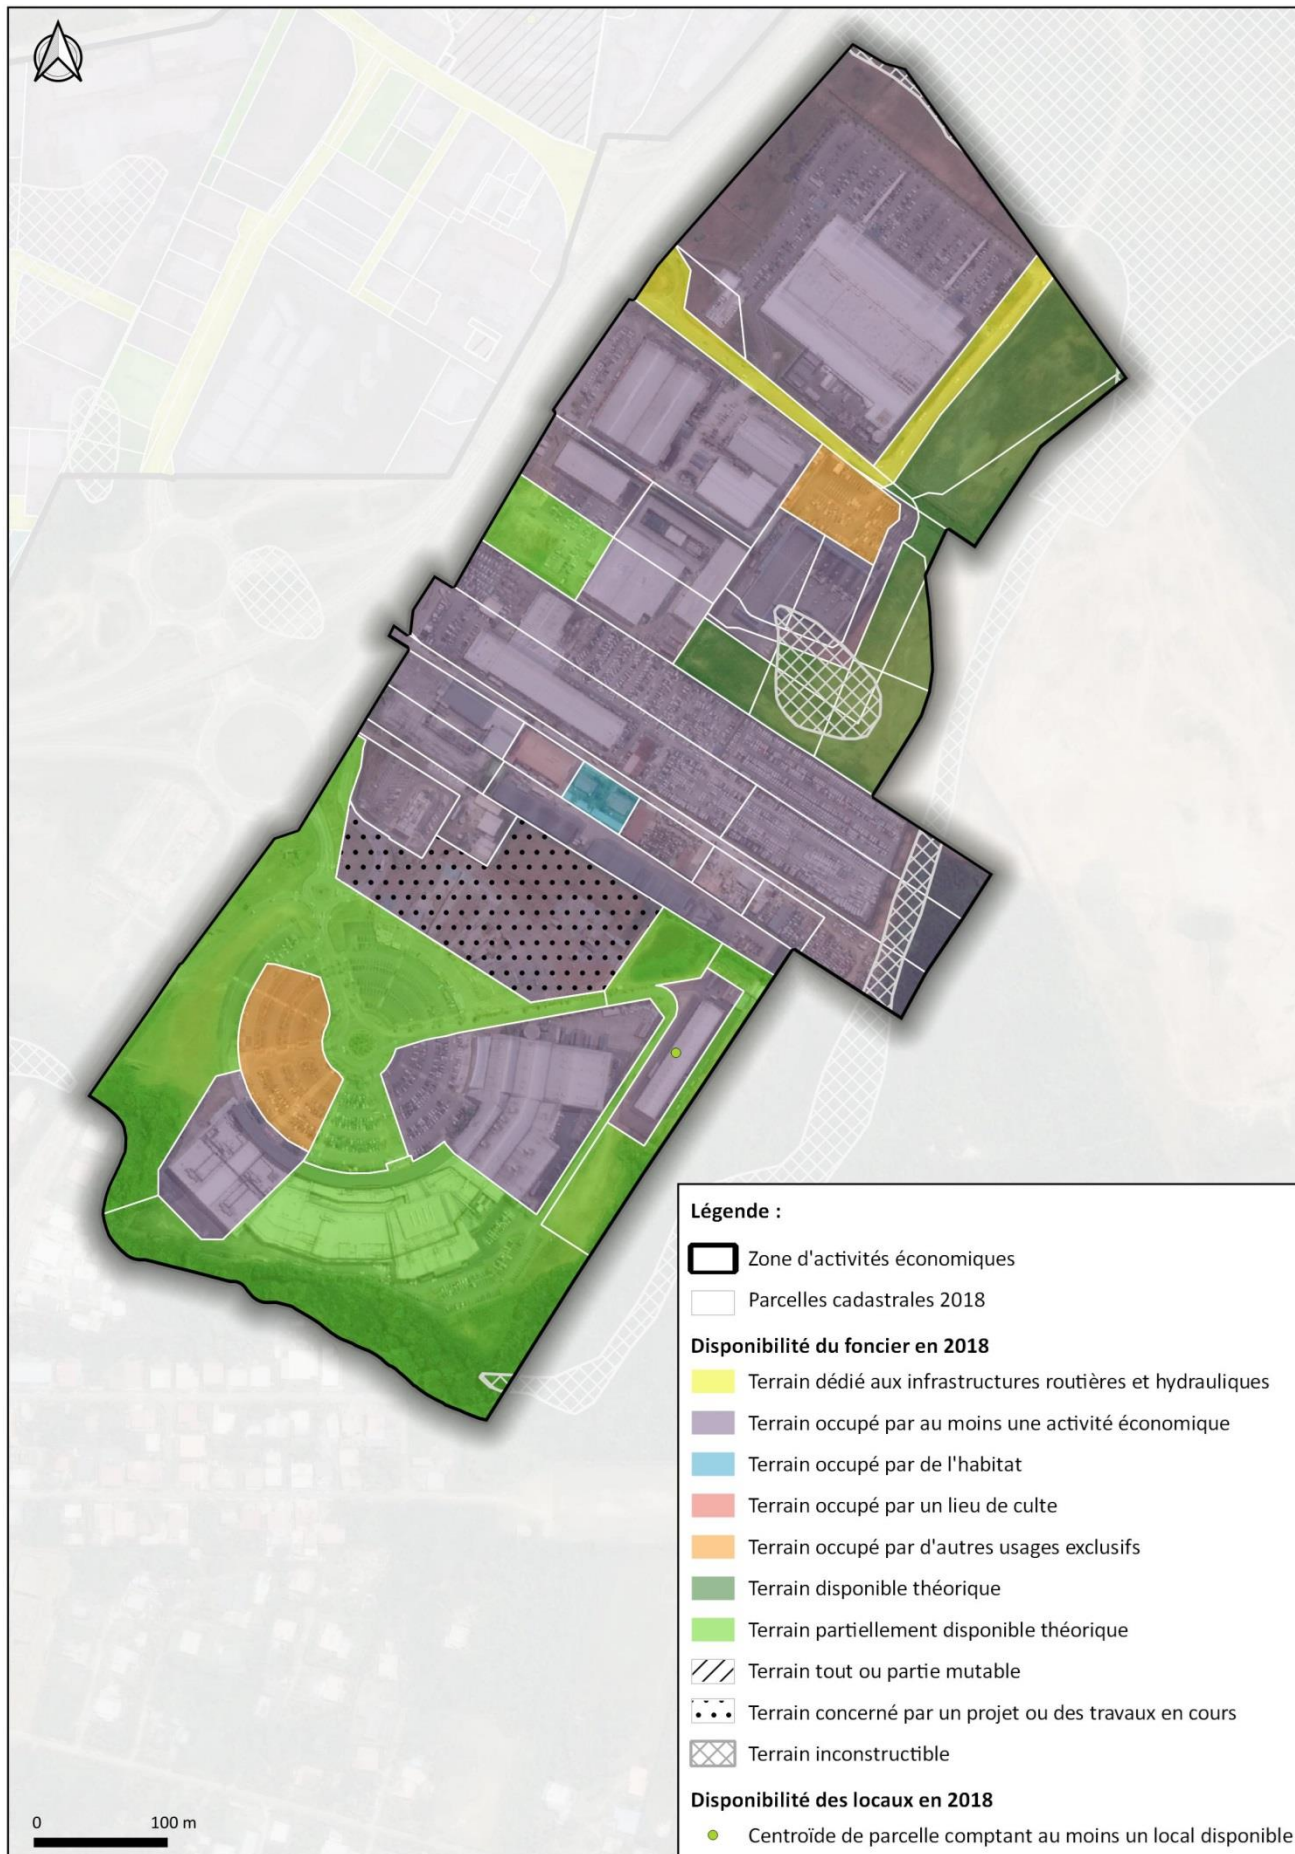 Légende :
Zone d'activités économiques
Parcelles cadastrales 2018
Disponibilité du foncier en 2018
Terrain dédié aux infrastructures routières et hydrauliques
Terrain occupé par au moins une activité économique
Terrain occupé par de l'habitat
Terrain occupé par un lieu de culte
Terrain occupé par d'autres usages exclusifs
Terrain disponible théorique
Terrain partiellement disponible théorique
Terrain tout ou partie mutable
Terrain concerné par un projet ou des travaux en cours
Terrain inconstructible
Disponibilité des locaux en 2018
Centroïde de parcelle comptant au moins un local disponible
0 100 m